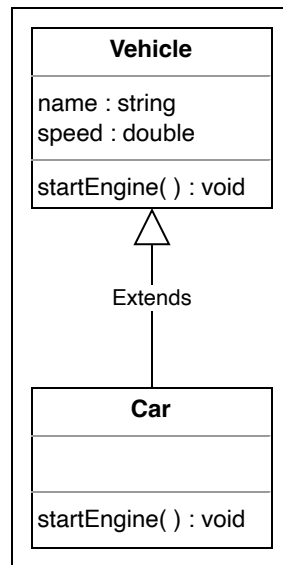 Vehicle
name : string
speed : double
startEngine( ) : void
Extends
Car
startEngine( ) : void